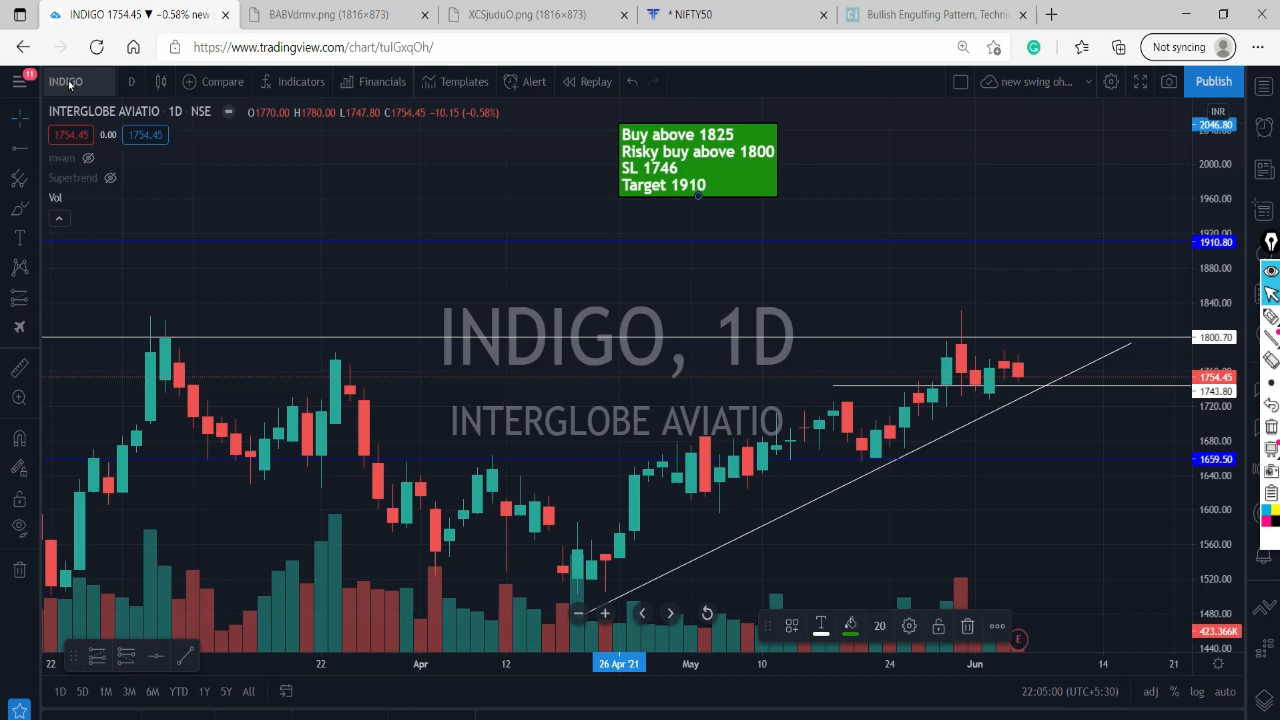 INDIGO 1754.45 ▼ −0.58% new
BABVdrmv.png (1816×873)
XCSjuduO.png (1816×873)
* NIFTY50
Bullish Engulfing Pattern, Techni
https://www.tradingview.com/chart/tuIGxqOh/
Not syncing
11
INDIGO
D
Compare
Indicators
Financials
Templates
Alert
Replay
new swing oh...
Publish
INTERGLOBE AVIATIO · 1D · NSE
O1770.00 H1780.00 L1747.80 C1754.45 −10.15 (−0.58%)
1754.45 0.00 1754.45
mvam
Supertrend
Vol
Buy above 1825
Risky buy above 1800
SL 1746
Target 1910
INDIGO, 1D
INTERGLOBE AVIATIO
INR
2046.80
2000.00
1960.00
1920.00
1910.80
1880.00
1840.00
1800.70
1754.45
1743.80
1720.00
1680.00
1659.50
1640.00
1600.00
1560.00
1520.00
1480.00
423.366K
1440.00
20
E
22
22
Apr
12
26 Apr '21
May
10
24
Jun
14
21
1D 5D 1M 3M 6M YTD 1Y 5Y All
22:05:00 (UTC+5:30)
adj % log auto